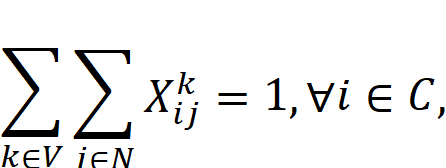 ∑_{k∈V} ∑_{j∈N} X_{ij}^{k} = 1, ∀i ∈ C,